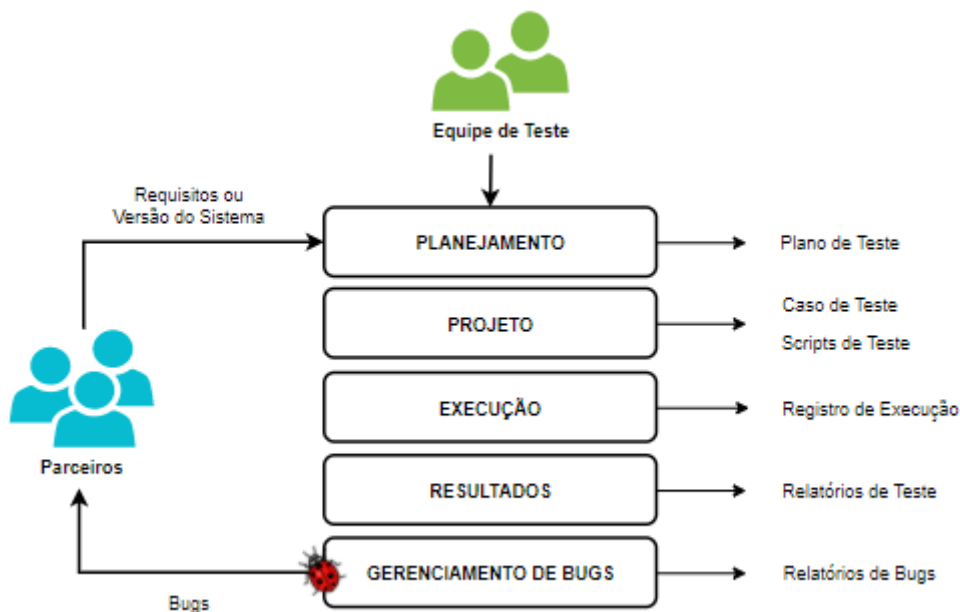 Equipe de Teste
Requisitos ou
Versão do Sistema
PLANEJAMENTO
Plano de Teste
PROJETO
Caso de Teste
Scripts de Teste
EXECUÇÃO
Registro de Execução
Parceiros
RESULTADOS
Relatórios de Teste
GERENCIAMENTO DE BUGS
Relatórios de Bugs
Bugs